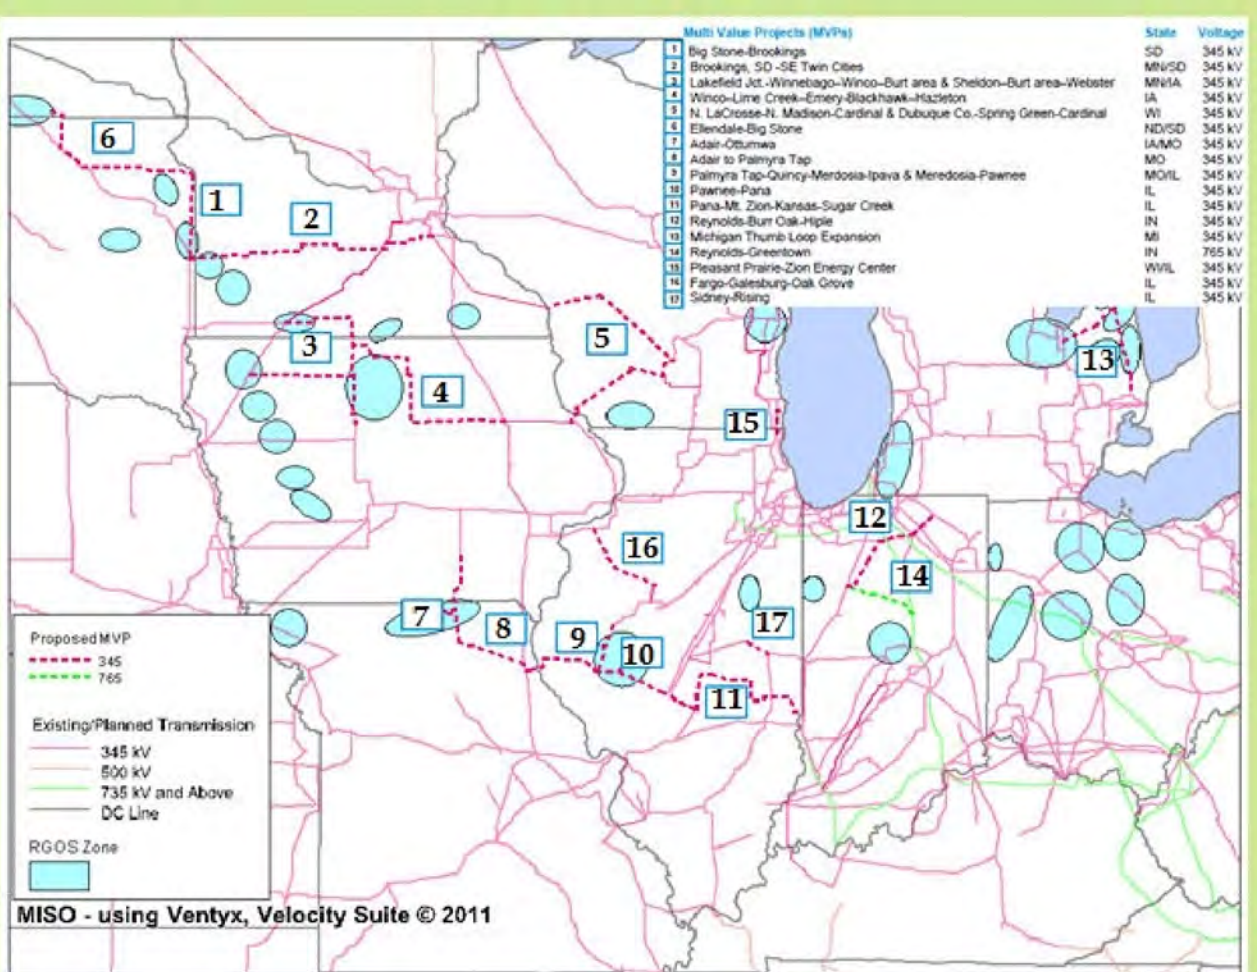 Multi Value Projects (MVPs) State Voltage
1 Big Stone-Brookings SD 345 kV
2 Brookings, SD -SE Twin Cities MN/SD 345 kV
3 Lakefield Jct.-Winnebago-Winco-Burt area & Sheldon-Burt area-Webster MN/IA 345 kV
4 Winco-Lime Creek-Emery-Blackhawk-Hazleton IA 345 kV
5 N. LaCrosse-N. Madison-Cardinal & Dubuque Co.-Spring Green-Cardinal WI 345 kV
6 Ellendale-Big Stone ND/SD 345 kV
7 Adair-Ottumwa IA/MO 345 kV
8 Adair to Palmyra Tap MO 345 kV
9 Palmyra Tap-Quincy-Merdosia-Ipava & Meredosia-Pawnee MO/IL 345 kV
10 Pawnee-Pana IL 345 kV
11 Pana-Mt. Zion-Kansas-Sugar Creek IL 345 kV
12 Reynolds-Burr Oak-Hiple IN 345 kV
13 Michigan Thumb Loop Expansion MI 345 kV
14 Reynolds-Greentown IN 765 kV
15 Pleasant Prairie-Zion Energy Center WI/IL 345 kV
16 Fargo-Galesburg-Oak Grove IL 345 kV
17 Sidney-Rising IL 345 kV
6
1
2
3
4
5
15
13
12
16
14
7
8
9
10
17
11
Proposed MVP
345
765
Existing/Planned Transmission
345 kV
500 kV
735 kV and Above
DC Line
RGOS Zone
MISO - using Ventyx, Velocity Suite © 2011